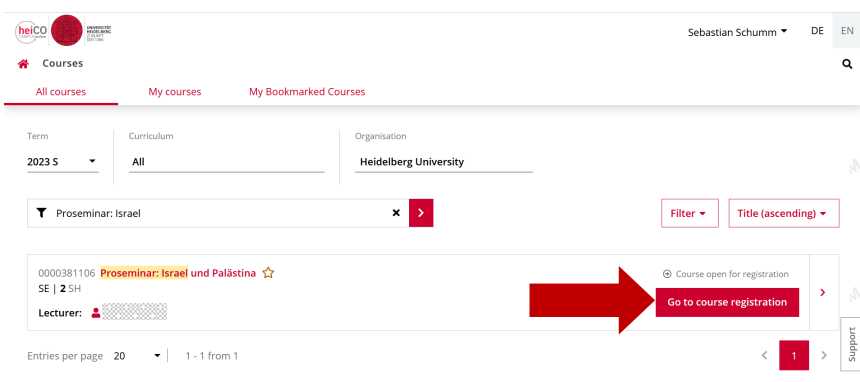 heiCO
UNIVERSITÄT
HEIDELBERG
ZUKUNFT
SEIT 1386
Sebastian Schumm
DE
EN
Courses
All courses
My courses
My Bookmarked Courses
Term
Curriculum
Organisation
2023 S
All
Heidelberg University
Proseminar: Israel
Filter
Title (ascending)
0000381106 Proseminar: Israel und Palästina
Course open for registration
SE | 2 SH
Go to course registration
Lecturer:
Support
Entries per page 20
1 - 1 from 1
1